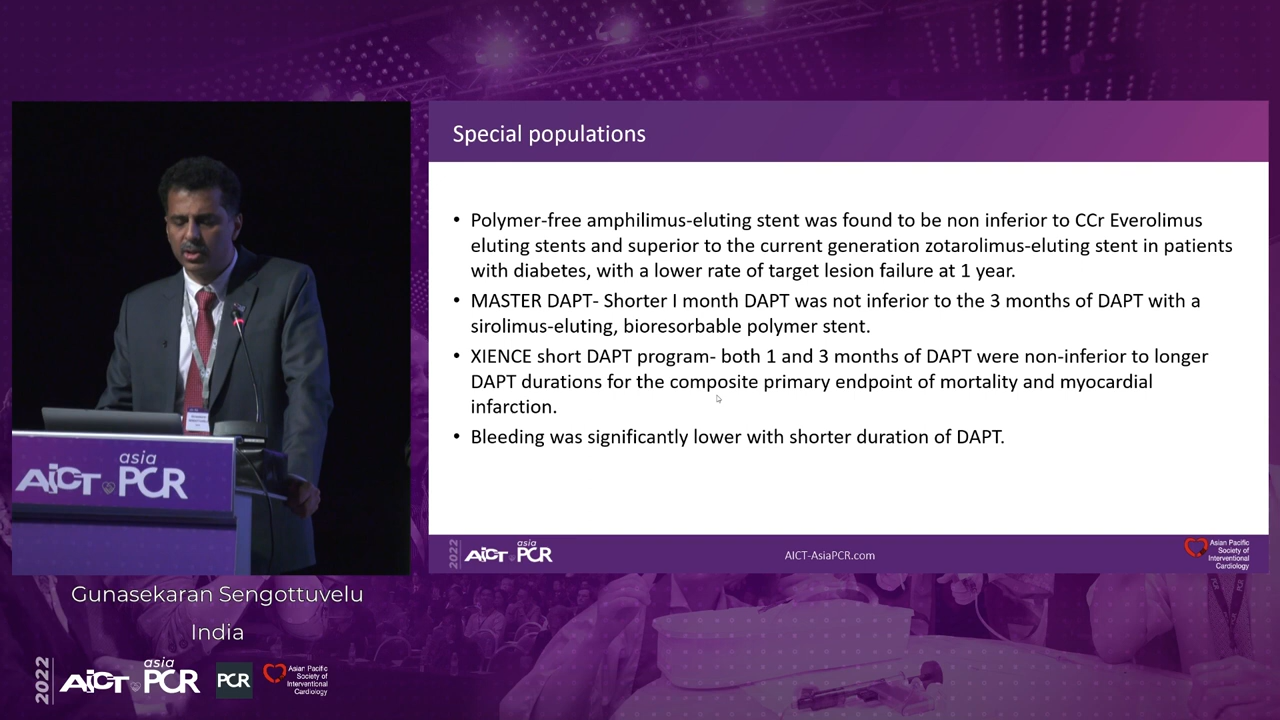 Special populations
• Polymer-free amphilimus-eluting stent was found to be non inferior to CCr Everolimus
eluting stents and superior to the current generation zotarolimus-eluting stent in patients
with diabetes, with a lower rate of target lesion failure at 1 year.
• MASTER DAPT- Shorter I month DAPT was not inferior to the 3 months of DAPT with a
sirolimus-eluting, bioresorbable polymer stent.
• XIENCE short DAPT program- both 1 and 3 months of DAPT were non-inferior to longer
DAPT durations for the composite primary endpoint of mortality and myocardial
infarction.
• Bleeding was significantly lower with shorter duration of DAPT.
2022
AICT
asia
PCR
AICT-AsiaPCR.com
Asian Pacific
Society of
Interventional
Cardiology
asia
AICT PCR
Gunasekaran Sengottuvelu
India
2022
AICT
asia
PCR
PCR
Asian Pacific
Society of
Interventional
Cardiology